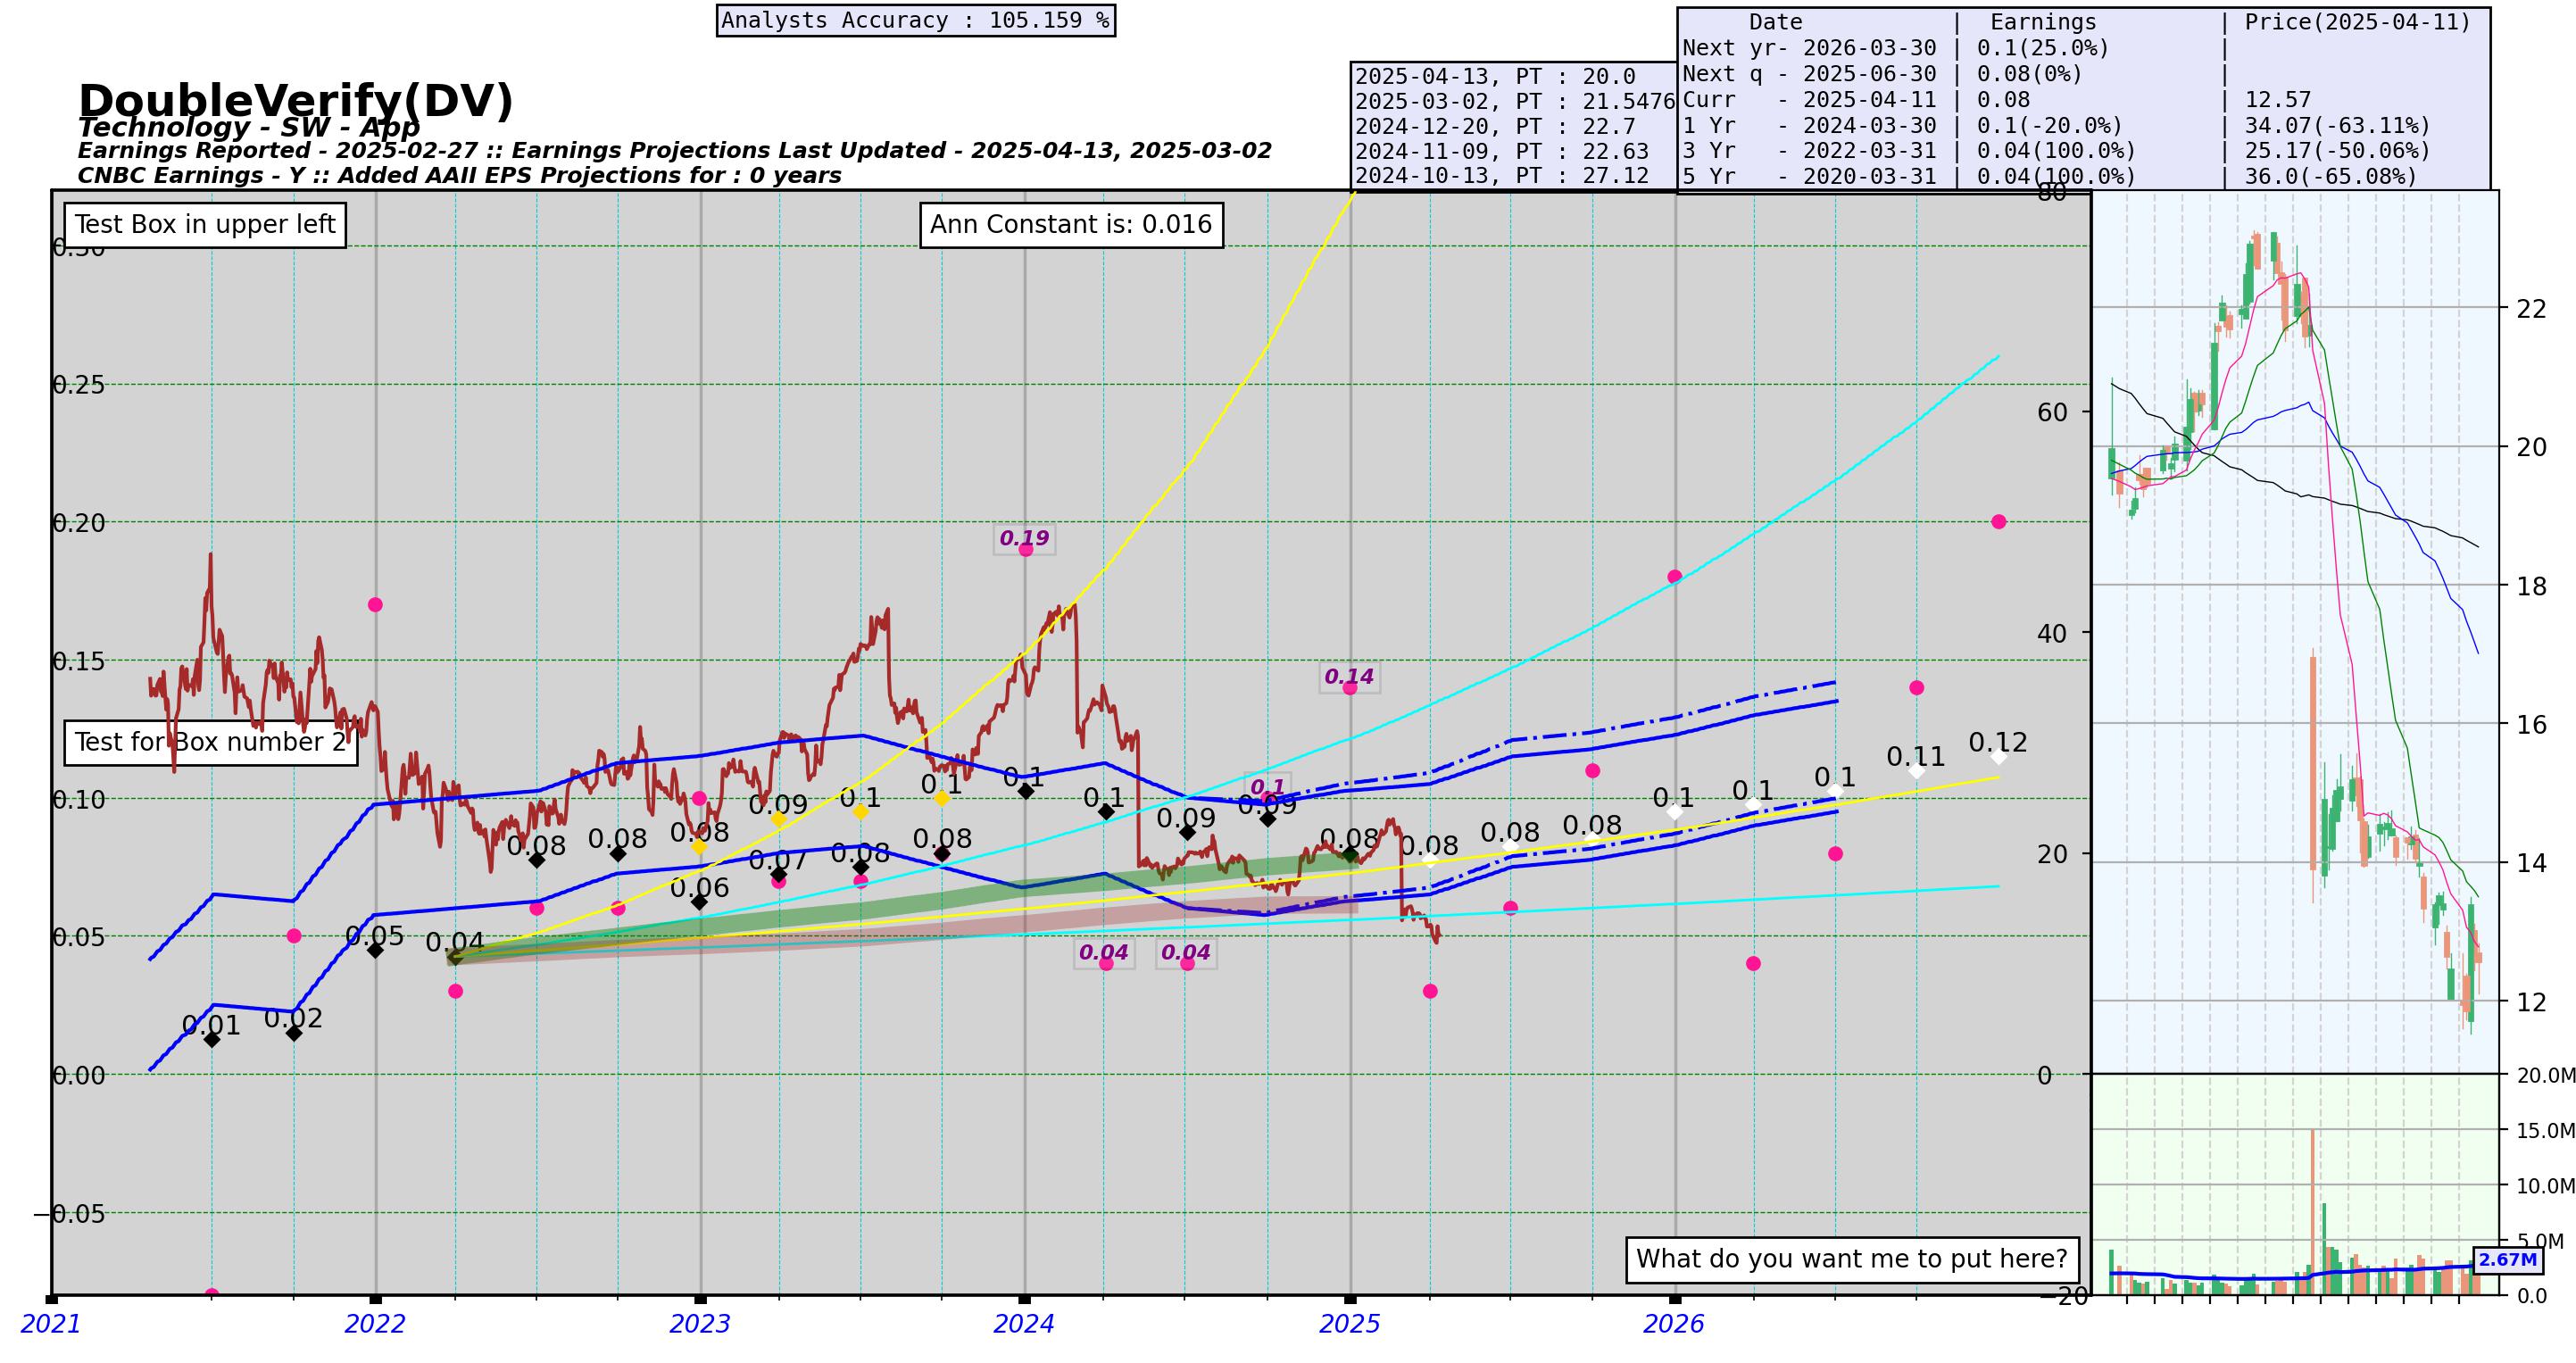 Analysts Accuracy : 105.159 %
Date | Earnings | Price(2025-04-11)
Next yr- 2026-03-30 | 0.1(25.0%) |
Next q - 2025-06-30 | 0.08(0%) |
Curr - 2025-04-11 | 0.08 | 12.57
1 Yr - 2024-03-30 | 0.1(-20.0%) | 34.07(-63.11%)
3 Yr - 2022-03-31 | 0.04(100.0%) | 25.17(-50.06%)
5 Yr - 2020-03-31 | 0.04(100.0%) | 36.0(-65.08%)
2025-04-13, PT : 20.0
2025-03-02, PT : 21.5476
2024-12-20, PT : 22.7
2024-11-09, PT : 22.63
2024-10-13, PT : 27.12
DoubleVerify(DV)
Technology - SW - App
Earnings Reported - 2025-02-27 :: Earnings Projections Last Updated - 2025-04-13, 2025-03-02
CNBC Earnings - Y :: Added AAII EPS Projections for : 0 years
Test Box in upper left
Ann Constant is: 0.016
Test for Box number 2
What do you want me to put here?
0.30
0.25
0.20
0.15
0.10
0.05
0.00
−0.05
80
60
40
20
0
−20
0.01
0.02
0.05
0.04
0.08
0.08
0.08
0.06
0.09
0.07
0.1
0.08
0.1
0.08
0.1
0.19
0.1
0.04
0.09
0.04
0.1
0.09
0.14
0.08
0.08
0.08
0.08
0.1
0.1
0.1
0.11
0.12
22
20
18
16
14
12
20.0M
15.0M
10.0M
5.0M
2.67M
0.0
2021
2022
2023
2024
2025
2026